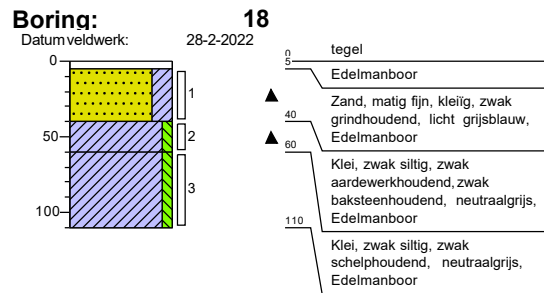 Boring: 18
Datum veldwerk: 28-2-2022
0
50
100
1
2
3
0
tegel
5
Edelmanboor
Zand, matig fijn, kleiïg, zwak
40
grindhoudend, licht grijsblauw,
Edelmanboor
60
Klei, zwak siltig, zwak
aardewerkhoudend, zwak
baksteenhoudend, neutraalgrijs,
Edelmanboor
110
Klei, zwak siltig, zwak
schelphoudend, neutraalgrijs,
Edelmanboor